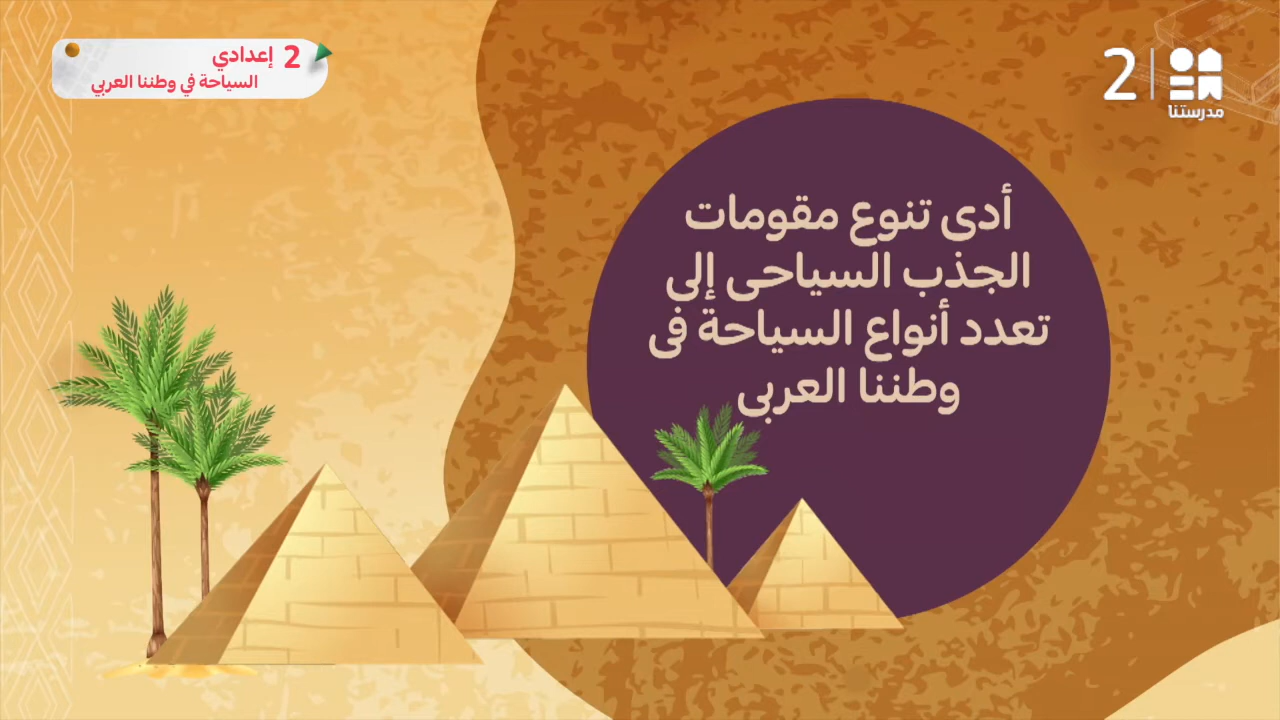 2 إعدادي
السياحة في وطننا العربي
2
مدرستنا
أدى تنوع مقومات
الجذب السياحى إلى
تعدد أنواع السياحة فى
وطننا العربى